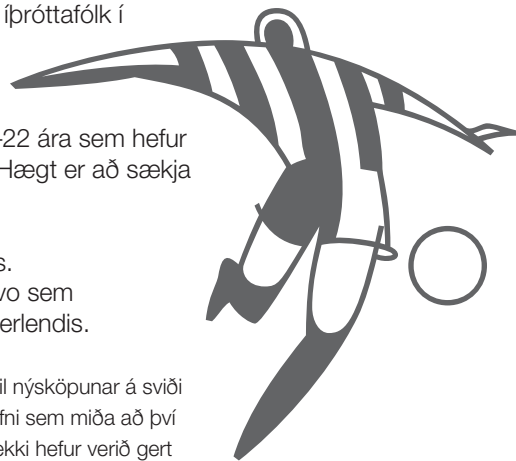 íþróttafólk í
-22 ára sem hefur
Hægt er að sækja
s.
vo sem
erlendis.
il nýsköpunar á sviði
fni sem miða að því
ekki hefur verið gert